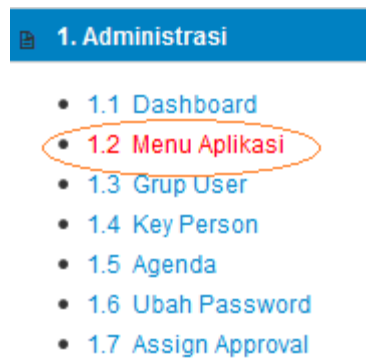 1. Administrasi
1.1 Dashboard
1.2 Menu Aplikasi
1.3 Grup User
1.4 Key Person
1.5 Agenda
1.6 Ubah Password
1.7 Assign Approval